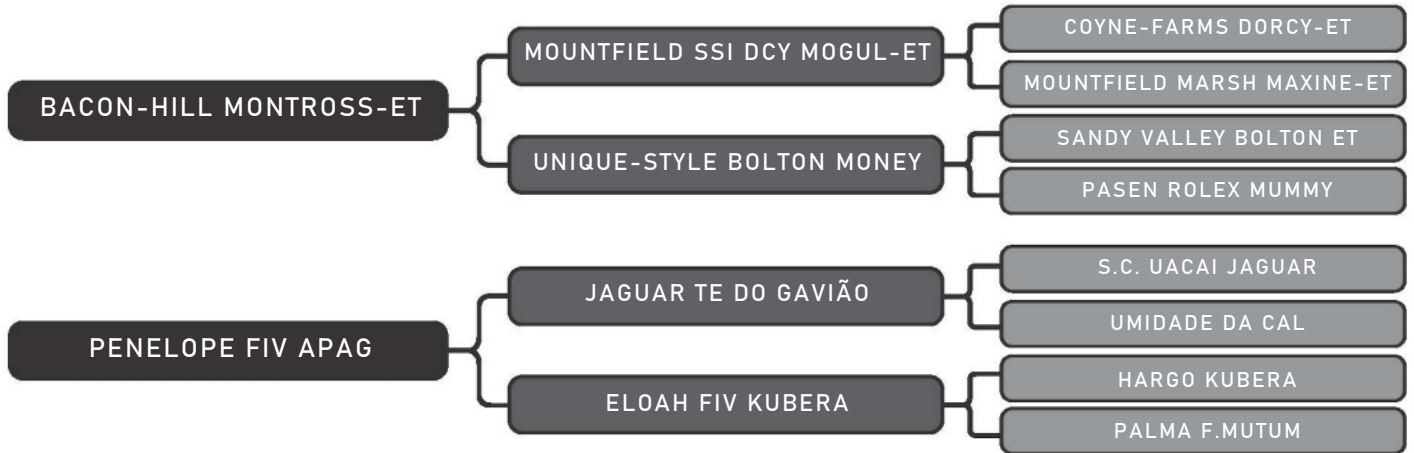 COYNE-FARMS DORCY-ET
MOUNTFIELD SSI DCY MOGUL-ET
MOUNTFIELD MARSH MAXINE-ET
BACON-HILL MONTROSS-ET
SANDY VALLEY BOLTON ET
UNIQUE-STYLE BOLTON MONEY
PASEN ROLEX MUMMY
S.C. UACAI JAGUAR
JAGUAR TE DO GAVIÃO
UMIDADE DA CAL
PENELOPE FIV APAG
HARGO KUBERA
ELOAH FIV KUBERA
PALMA F.MUTUM